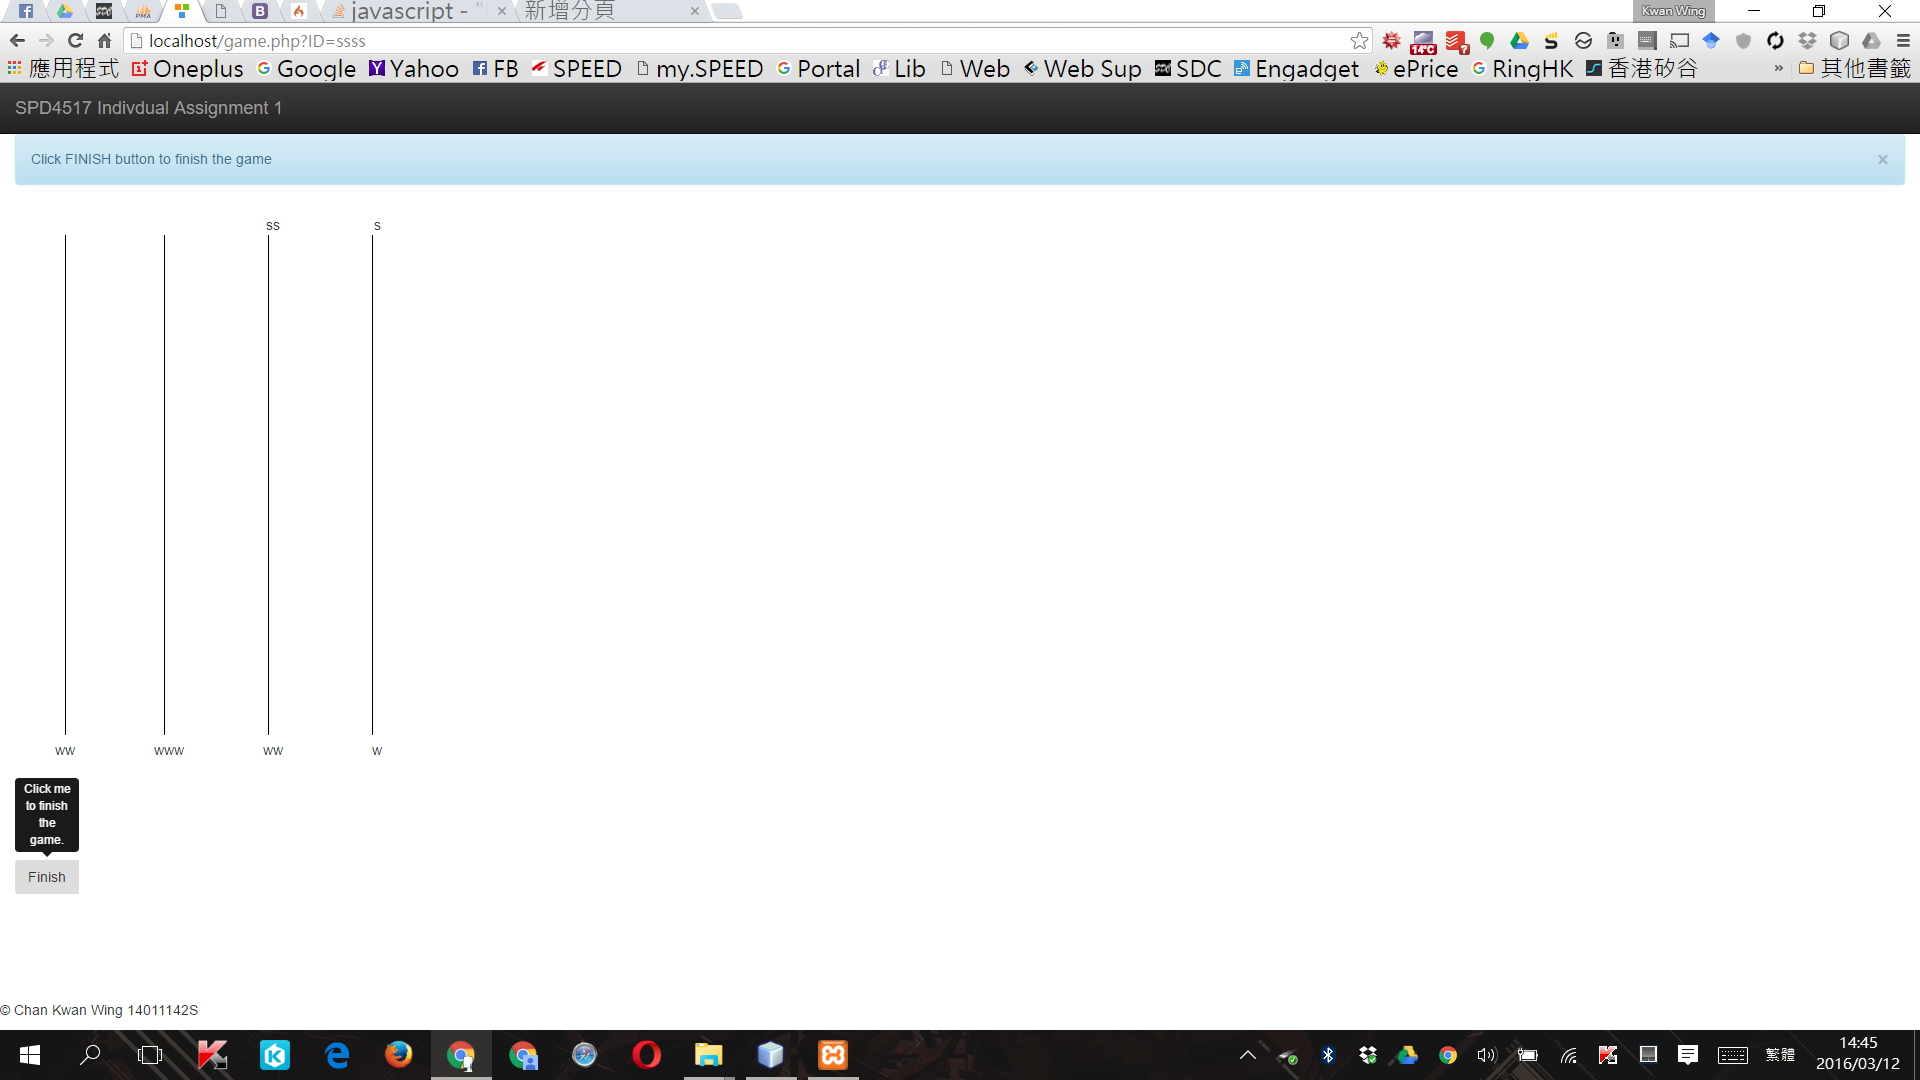 javascript - "
新增分頁
Kwan Wing
localhost/game.php?ID=ssss
14°C
?
應用程式 Oneplus Google Yahoo FB SPEED my.SPEED Portal Lib Web Web Sup SDC Engadget ePrice RingHK 香港矽谷 » 其他書籤
SPD4517 Indivdual Assignment 1
Click FINISH button to finish the game ×
ss s
ww www ww w
Click me
to finish
the
game.
Finish
© Chan Kwan Wing 14011142S
繁體
14:45
2016/03/12